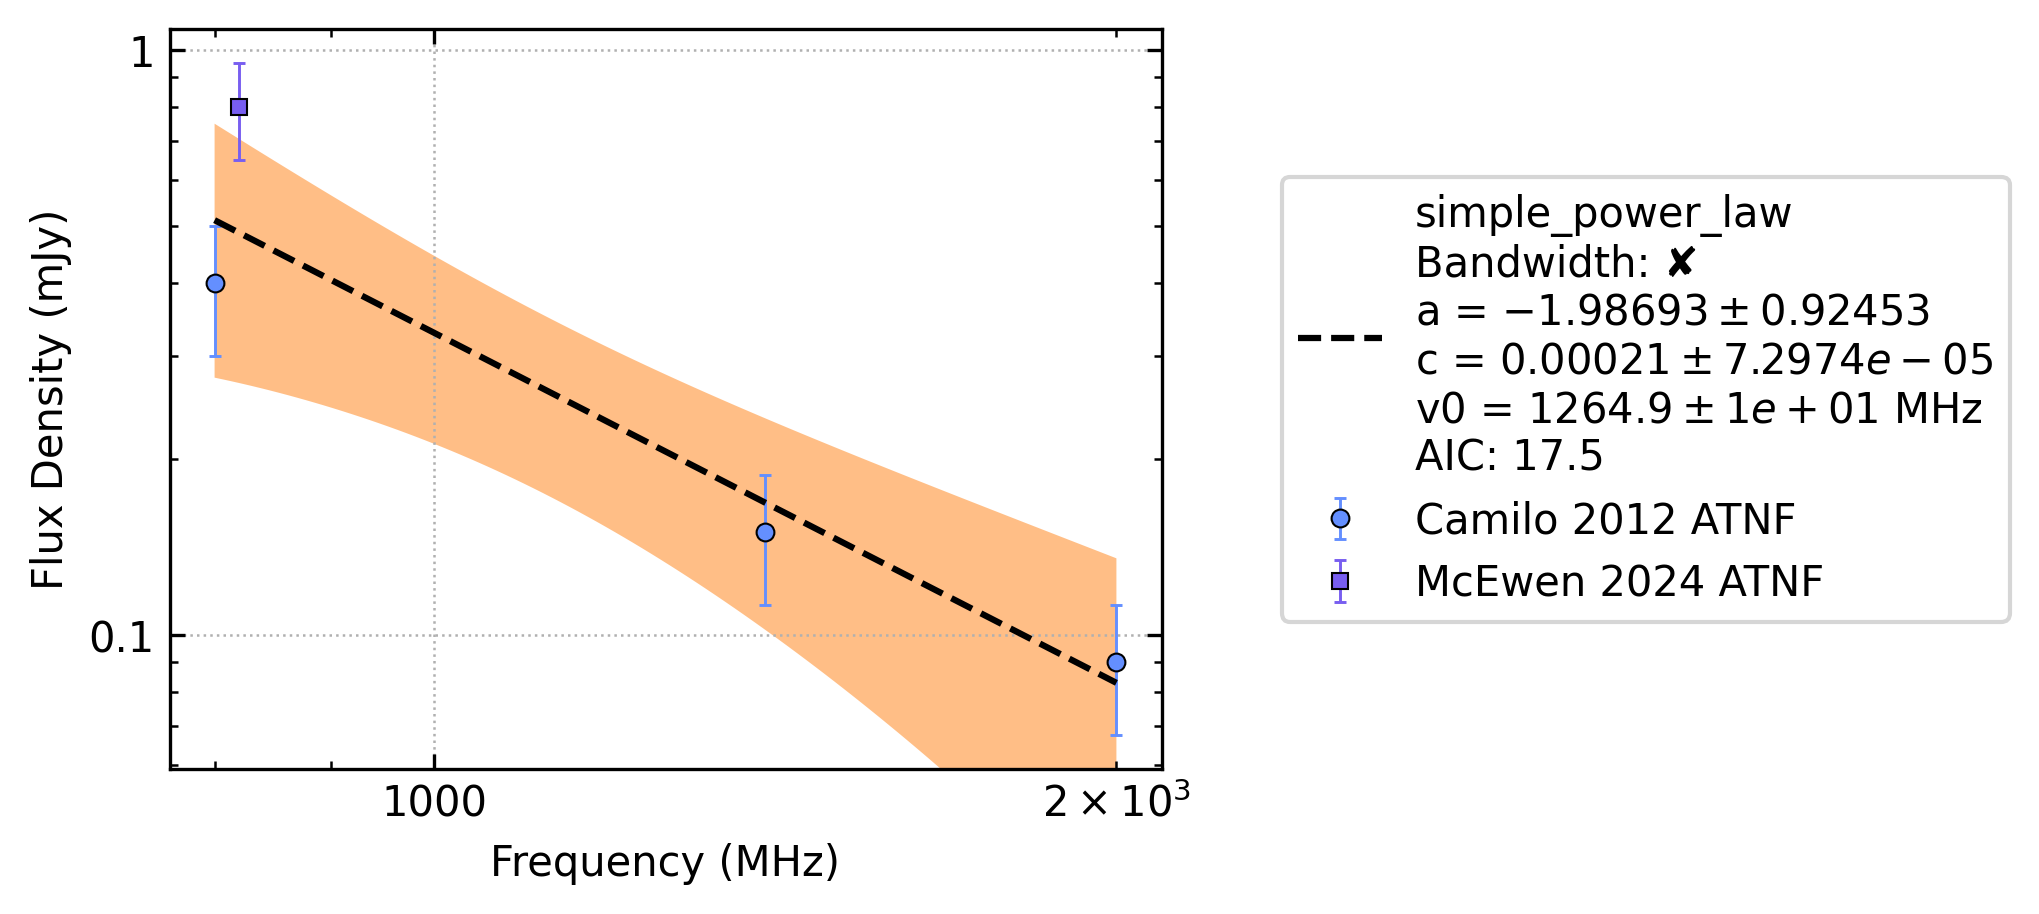 1
0.1
Flux Density (mJy)
1000
2 × 10³
Frequency (MHz)
simple_power_law
Bandwidth: ✘
a = −1.98693 ± 0.92453
c = 0.00021 ± 7.2974e − 05
v0 = 1264.9 ± 1e + 01 MHz
AIC: 17.5
Camilo 2012 ATNF
McEwen 2024 ATNF